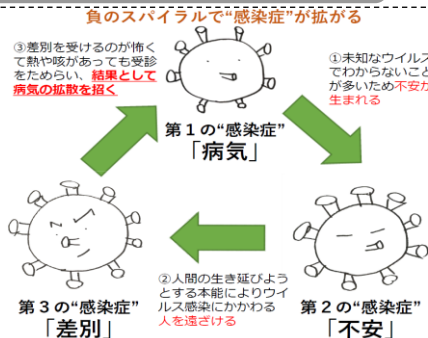 負のスパイラルで“感染症”が拡がる
③差別を受けるのが怖く
て熱や咳があっても受診
をためらい、結果として
病気の拡散を招く
①未知なウイルス
でわからないこと
が多いため不安が
生まれる
第１の“感染症”
「病気」
②人間の生き延びよう
とする本能によりウイ
ルス感染にかかわる
人を遠ざける
第３の“感染症”
「差別」
第２の“感染症”
「不安」